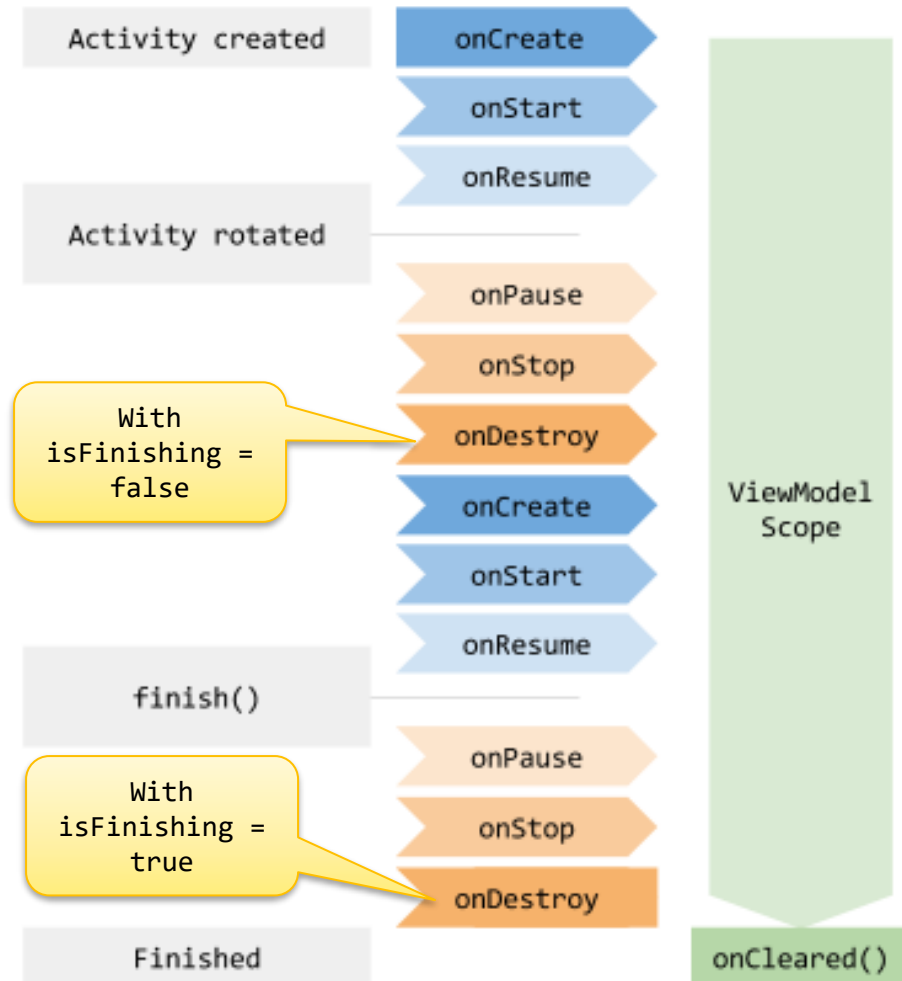 Activity created
onCreate
onStart
onResume
Activity rotated
onPause
onStop
With
isFinishing =
false
onDestroy
onCreate
ViewModel
Scope
onStart
onResume
finish()
onPause
With
isFinishing =
true
onStop
onDestroy
Finished
onCleared()